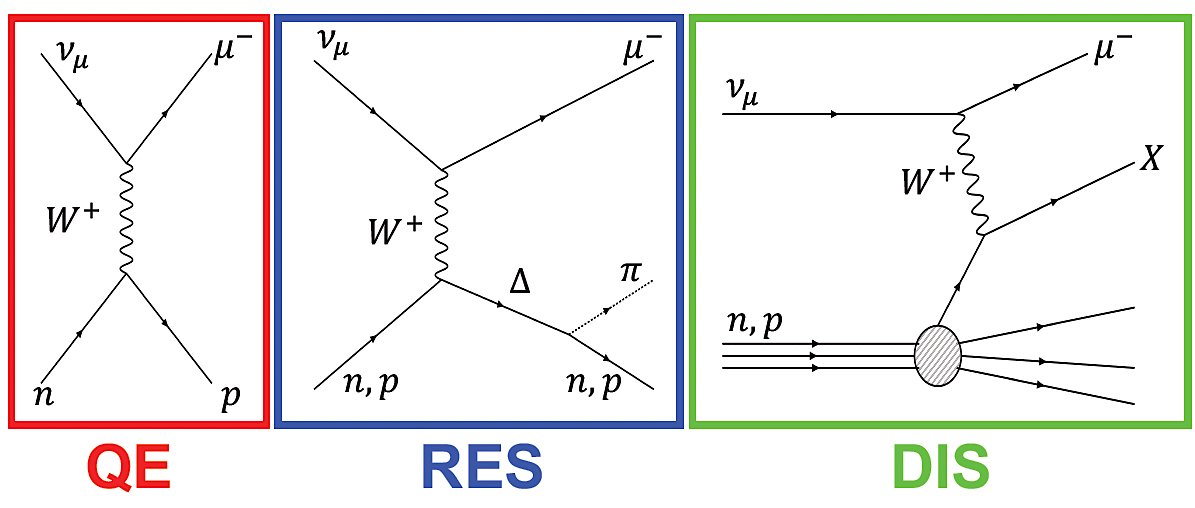 ν_μ μ⁻
W⁺
n p
QE
ν_μ μ⁻
W⁺
Δ π
n, p n, p
RES
μ⁻
ν_μ
W⁺ X
n, p
DIS